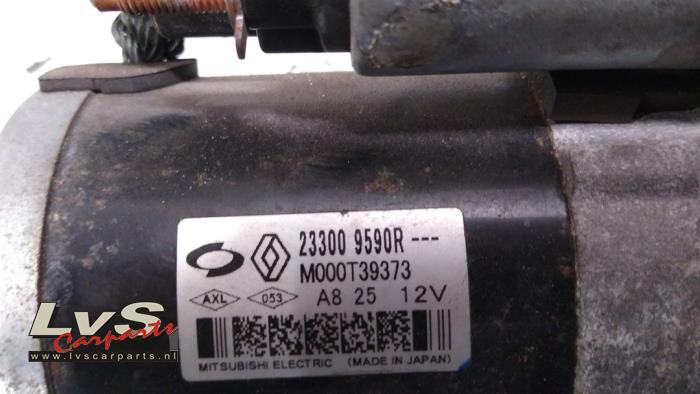 23300 9590R ---
M000T39373
AXL 053 A8 25 12V
MITSUBISHI ELECTRIC (MADE IN JAPAN)
LvS
Carparts
www.lvscarparts.nl